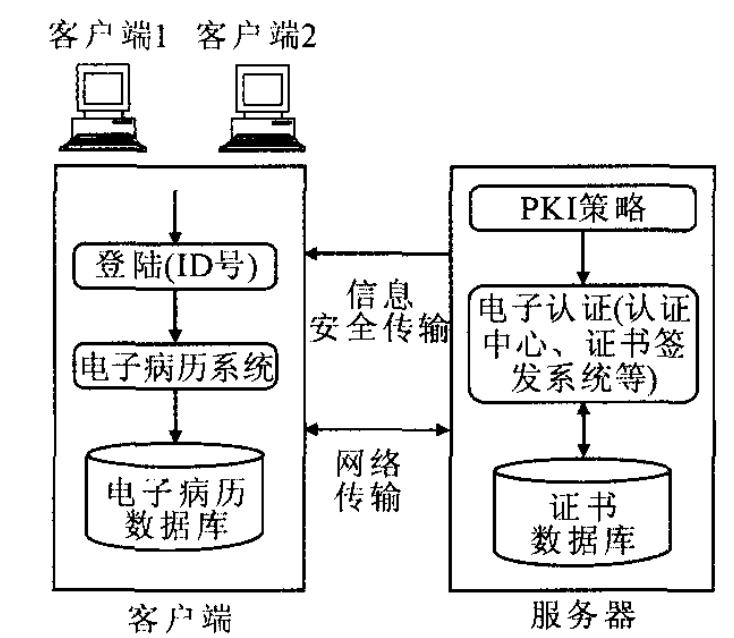 客户端1 客户端2
登陆(ID号)
电子病历系统
电子病历
数据库
客户端
信息
安全传输
网络
传输
PKI策略
电子认证(认证
中心、证书签
发系统等)
证书
数据库
服务器